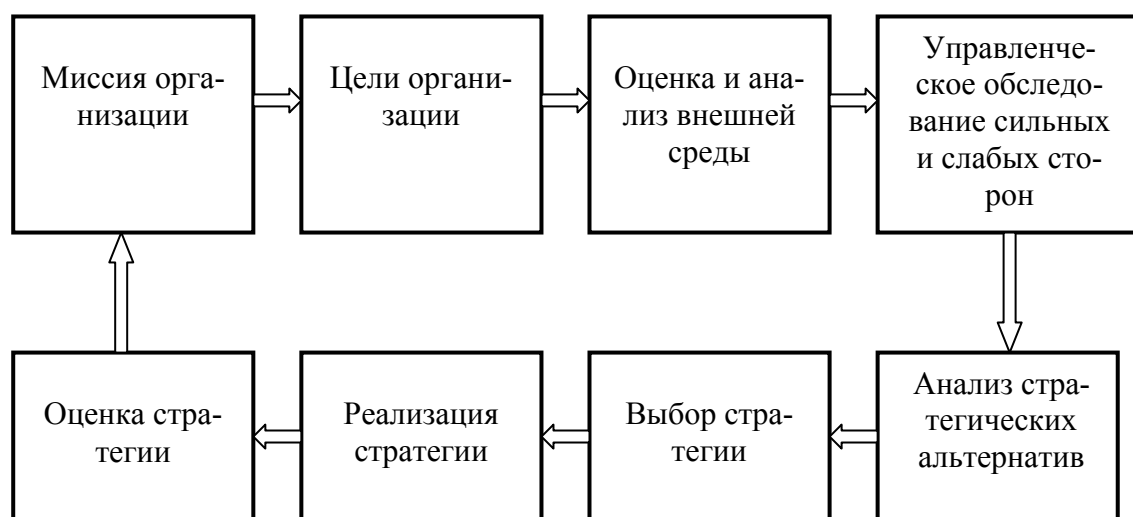 Миссия орга-
низации
Цели органи-
зации
Оценка и ана-
лиз внешней
среды
Управленче-
ское обследо-
вание сильных
и слабых сто-
рон
Анализ стра-
тегических
альтернатив
Выбор стра-
тегии
Реализация
стратегии
Оценка стра-
тегии